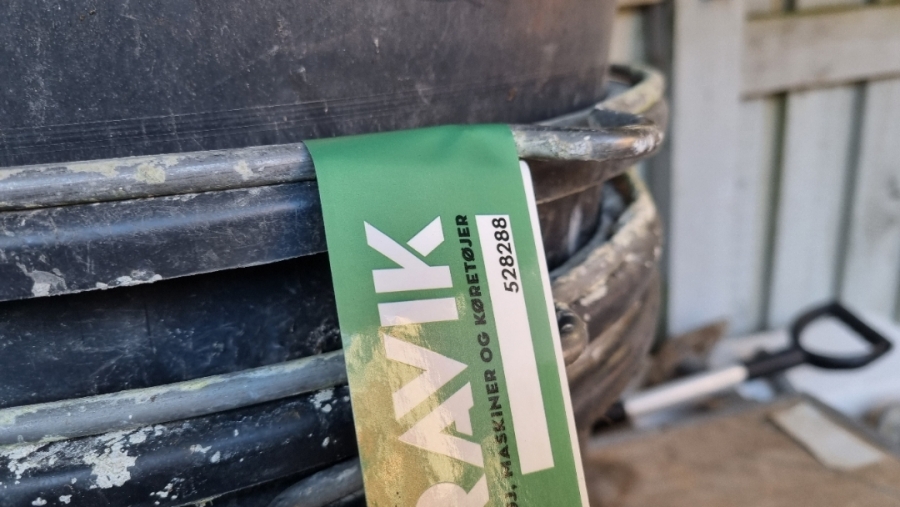 RAVIK
J, MASKINER OG KØRETØJER
528288